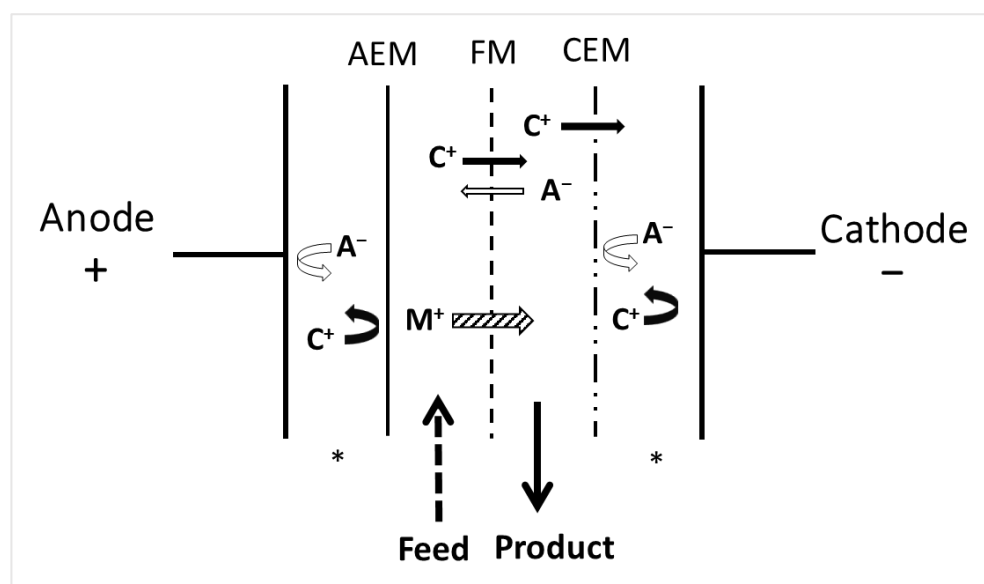 AEM FM CEM
C⁺
C⁺
A⁻
Anode
+
A⁻
A⁻
Cathode
−
C⁺
M⁺
C⁺
*
*
Feed Product